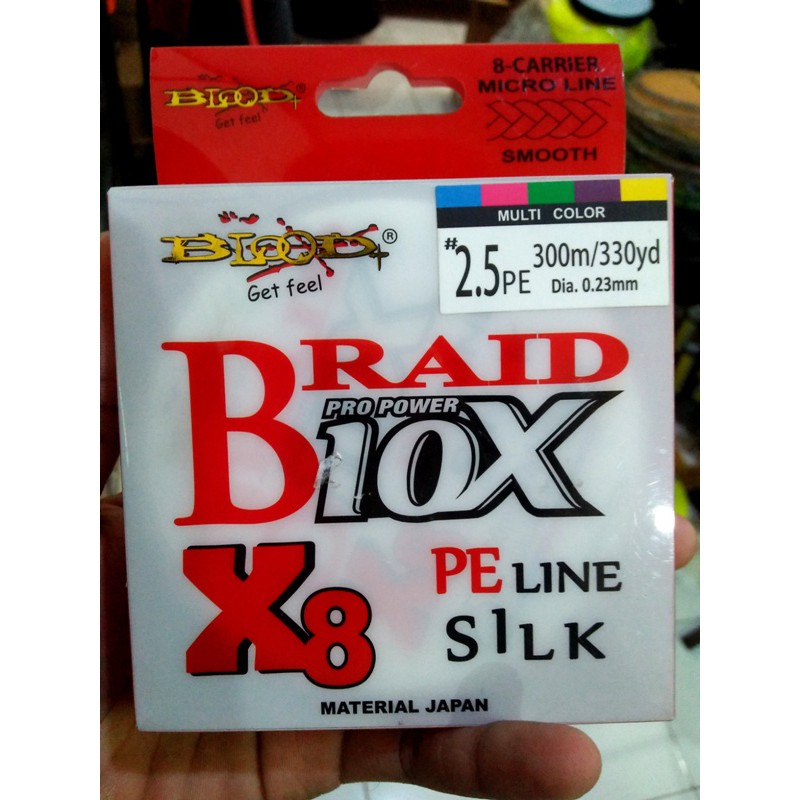 BLOOD ®
Get feel
8-CARRIER
MICRO LINE
SMOOTH
BLOOD ®
Get feel
MULTI COLOR
#2.5PE
300m/330yd
Dia. 0.23mm
BRAID
PRO POWER
10X
X8
PE LINE
SILK
MATERIAL JAPAN